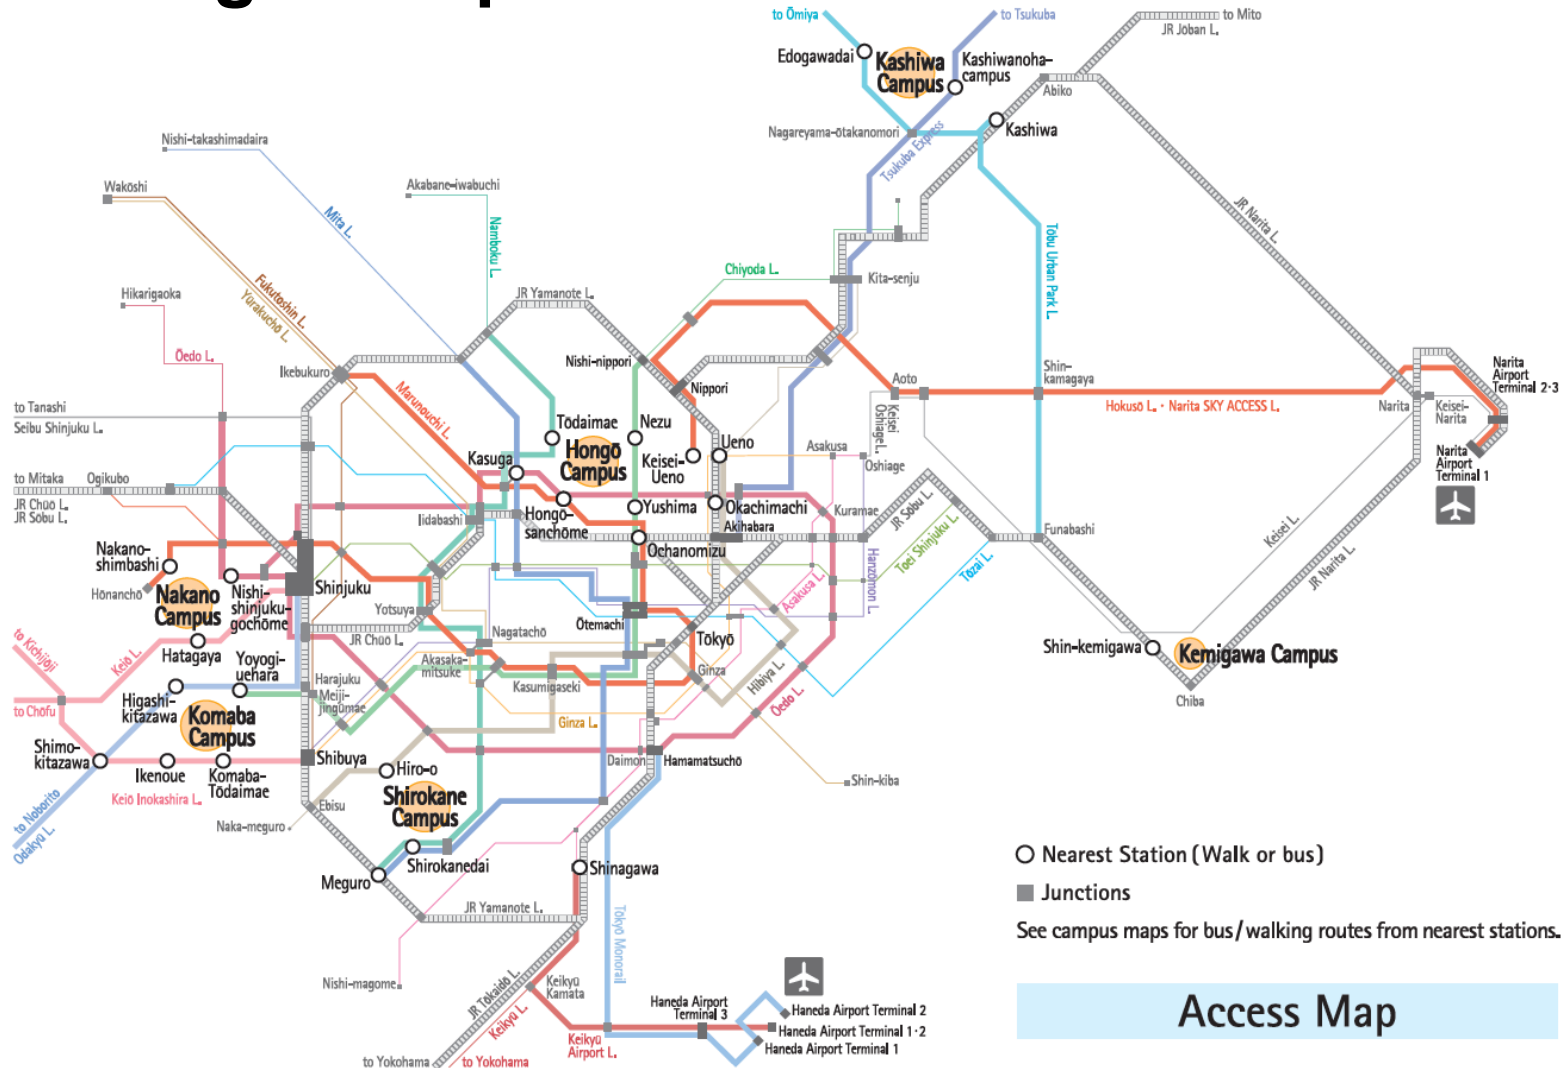 to Ōmiya
to Tsukuba
to Mito
JR Jōban L.
Edogawadai
Kashiwa
Campus
Kashiwanoha-
campus
Abiko
Nagareyama-ōtakanomori
Kashiwa
Tsukuba Express
Nishi-takashimadaira
Wakōshi
Akabane-iwabuchi
Mita L.
Namboku L.
JR Narita L.
Tōbu Urban Park L.
Hikarigaoka
Fukutoshin L.
Yūrakuchō L.
Chiyoda L.
Kita-senju
JR Yamanote L.
Ōedo L.
Ikebukuro
Nishi-nippori
Nippori
Aoto
Shin-
kamagaya
Narita
Airport
Terminal 2・3
Marunouchi L.
Hokusō L. · Narita SKY ACCESS L.
Narita
Keisei-
Narita
Keisei
Oshiage L.
to Tanashi
Seibu Shinjuku L.
Tōdaimae
Nezu
Hongō
Campus
Ueno
Keisei-
Ueno
Asakusa
Oshiage
Narita
Airport
Terminal 1
Kasuga
to Mitaka
Ogikubo
JR Chūo L.
JR Sōbu L.
Iidabashi
Hongō-
sanchōme
Yushima
Okachimachi
Akihabara
Kuramae
JR Sōbu L.
Funabashi
Toei Shinjuku L.
Tōzai L.
Keisei L.
JR Narita L.
Ochanomizu
Hanzōmon L.
Nakano-
shimbashi
Hōnanchō
Nakano
Campus
Nishi-
shinjuku-
gochōme
Shinjuku
Yotsuya
Asakusa L.
Ōtemachi
JR Chūo L.
Nagatachō
Tōkyō
to Kichijōji
Keiō L.
Hatagaya
Yoyogi-
uehara
Akasaka-
mitsuke
Kasumigaseki
Ginza
Hibiya L.
Ōedo L.
Shin-kemigawa
Kemigawa Campus
Chiba
Harajuku
Meiji-
jingūmae
to Chōfu
Higashi-
kitazawa
Komaba
Campus
Ginza L.
Shimo-
kitazawa
Ikenoue
Komaba-
Tōdaimae
Shibuya
Daimon
Hamamatsuchō
Hiro-o
Shin-kiba
Keiō Inokashira L.
Shirokane
Campus
Ebisu
Naka-meguro
to Noborito
Odakyū L.
Shirokanedai
Meguro
Shinagawa
JR Yamanote L.
Tōkyō Monorail
Nishi-magome
JR Tōkaidō L.
Keikyū
Kamata
Keikyū L.
Haneda Airport
Terminal 3
Haneda Airport Terminal 2
Haneda Airport Terminal 1・2
Haneda Airport Terminal 1
Keikyū
Airport L.
to Yokohama
to Yokohama
Nearest Station (Walk or bus)
Junctions
See campus maps for bus/walking routes from nearest stations.
Access Map